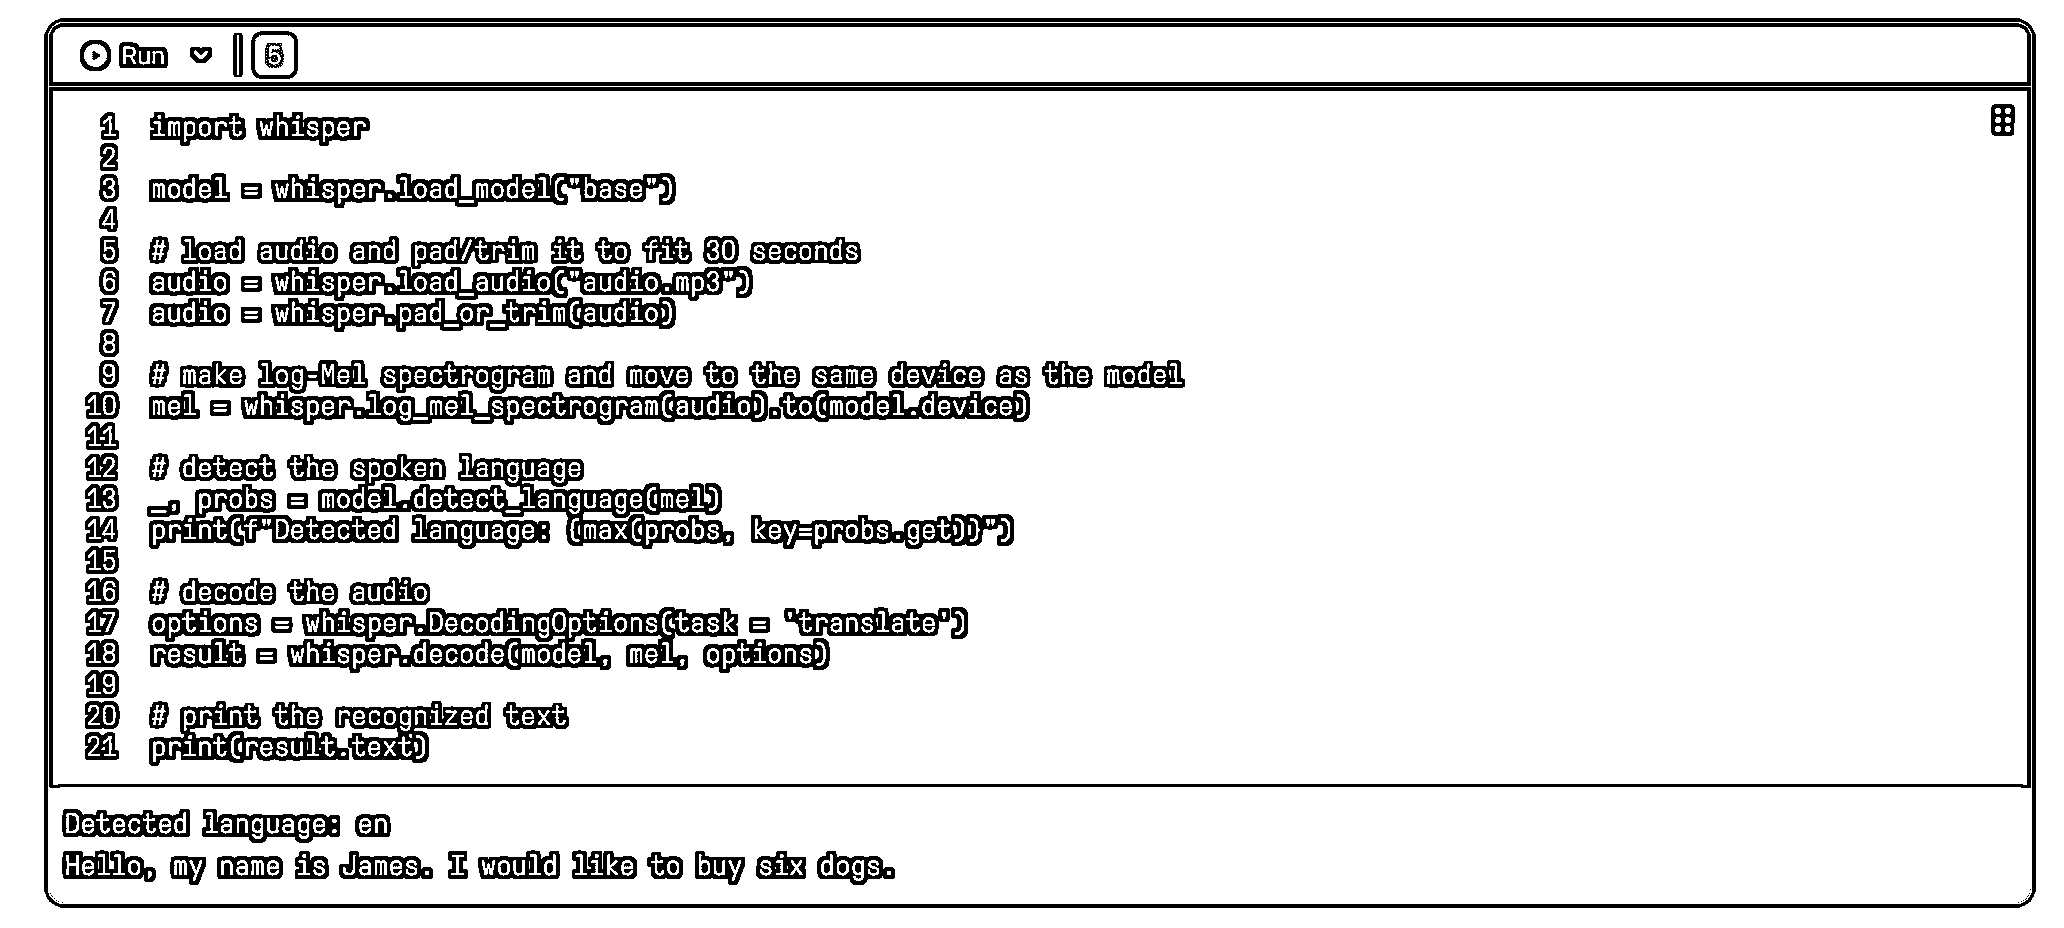 Run 5
1 import whisper
2
3 model = whisper.load_model("base")
4
5 # load audio and pad/trim it to fit 30 seconds
6 audio = whisper.load_audio("audio.mp3")
7 audio = whisper.pad_or_trim(audio)
8
9 # make log-Mel spectrogram and move to the same device as the model
10 mel = whisper.log_mel_spectrogram(audio).to(model.device)
11
12 # detect the spoken language
13 _, probs = model.detect_language(mel)
14 print(f"Detected language: {max(probs, key=probs.get)}")
15
16 # decode the audio
17 options = whisper.DecodingOptions(task = 'translate')
18 result = whisper.decode(model, mel, options)
19
20 # print the recognized text
21 print(result.text)
Detected language: en
Hello, my name is James. I would like to buy six dogs.